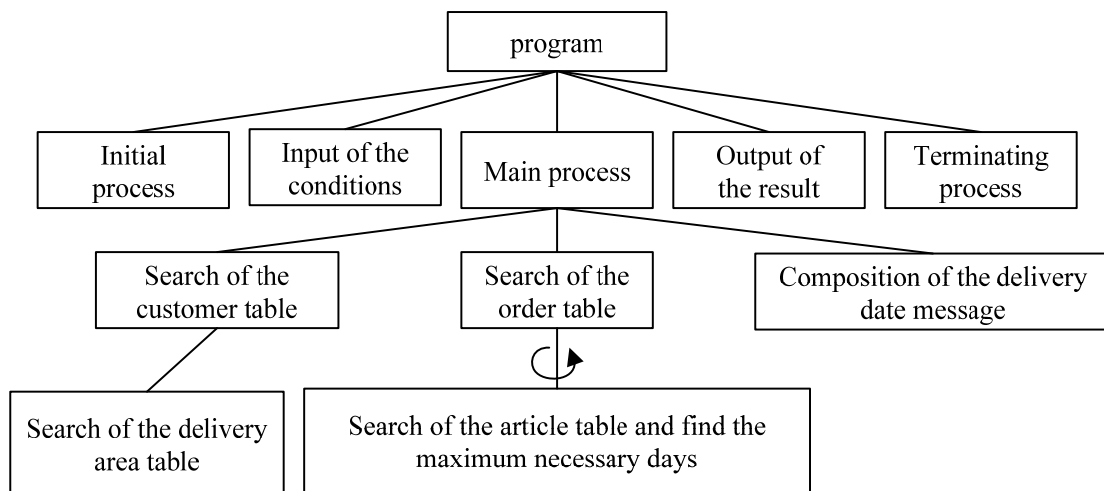 program
Initial
process
Input of the
conditions
Main process
Output of
the result
Terminating
process
Search of the
customer table
Search of the
order table
Composition of the delivery
date message
Search of the delivery
area table
Search of the article table and find the
maximum necessary days